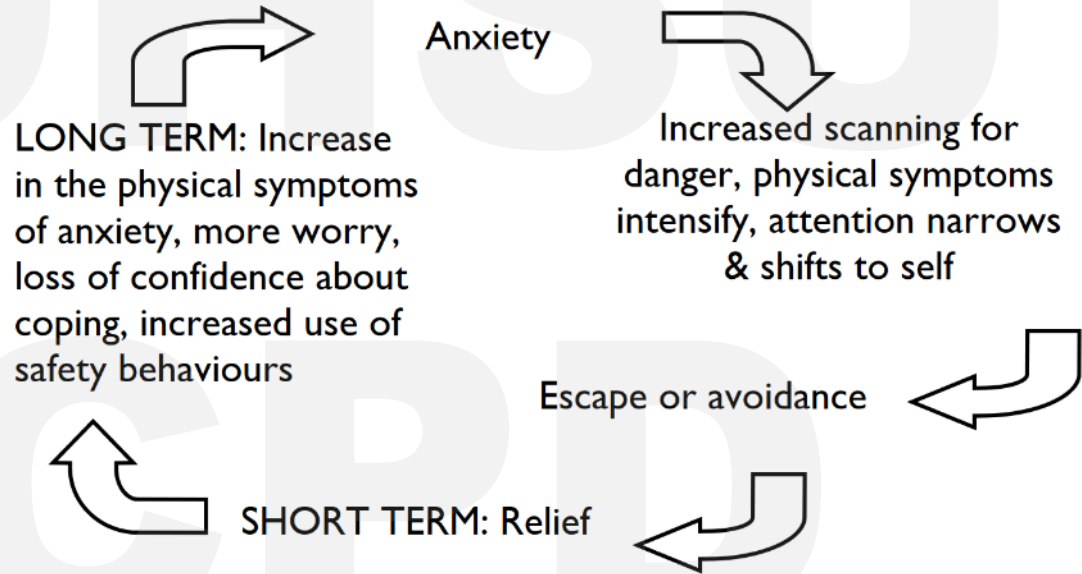 Anxiety
Increased scanning for
danger, physical symptoms
intensify, attention narrows
& shifts to self
Escape or avoidance
SHORT TERM: Relief
LONG TERM: Increase
in the physical symptoms
of anxiety, more worry,
loss of confidence about
coping, increased use of
safety behaviours
CPD